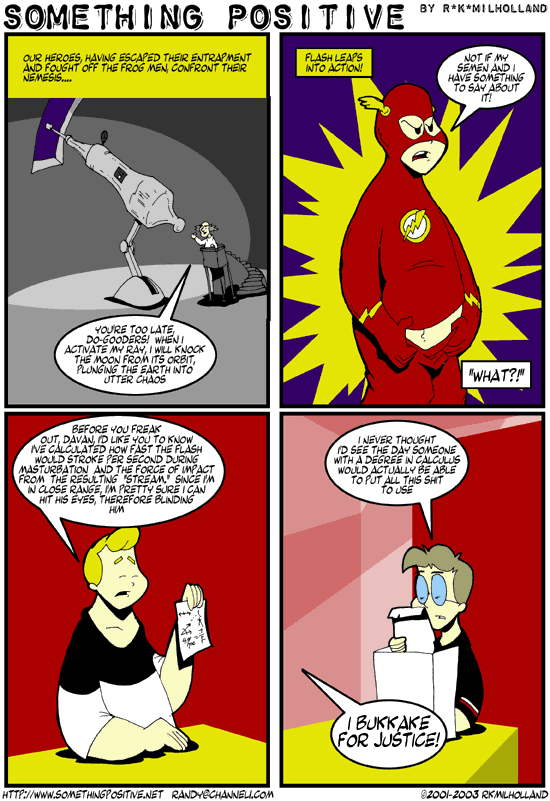 SOMETHING POSITIVE BY R*K*MILHOLLAND
OUR HEROES, HAVING ESCAPED THEIR ENTRAPMENT
AND FOUGHT OFF THE FROG MEN, CONFRONT THEIR
NEMESIS....
YOU'RE TOO LATE,
DO-GOODERS! WHEN I
ACTIVATE MY RAY, I WILL KNOCK
THE MOON FROM ITS ORBIT,
PLUNGING THE EARTH INTO
UTTER CHAOS
FLASH LEAPS
INTO ACTION!
NOT IF MY
SEMEN AND I
HAVE SOMETHING
TO SAY ABOUT
IT!
"WHAT?!"
BEFORE YOU FREAK
OUT, DAVAN, I'D LIKE YOU TO KNOW
I'VE CALCULATED HOW FAST THE FLASH
WOULD STROKE PER SECOND DURING
MASTURBATION AND THE FORCE OF IMPACT
FROM THE RESULTING "STREAM." SINCE I'M
IN CLOSE RANGE, I'M PRETTY SURE I CAN
HIT HIS EYES, THEREFORE BLINDING
HIM
I NEVER THOUGHT
I'D SEE THE DAY SOMEONE
WITH A DEGREE IN CALCULUS
WOULD ACTUALLY BE ABLE
TO PUT ALL THIS SHIT
TO USE
I BUKKAKE
FOR JUSTICE!
HTTP://WWW.SOMETHINGPOSITIVE.NET RANDY@CHANNEL1.COM ©2001-2003 RKMILHOLLAND